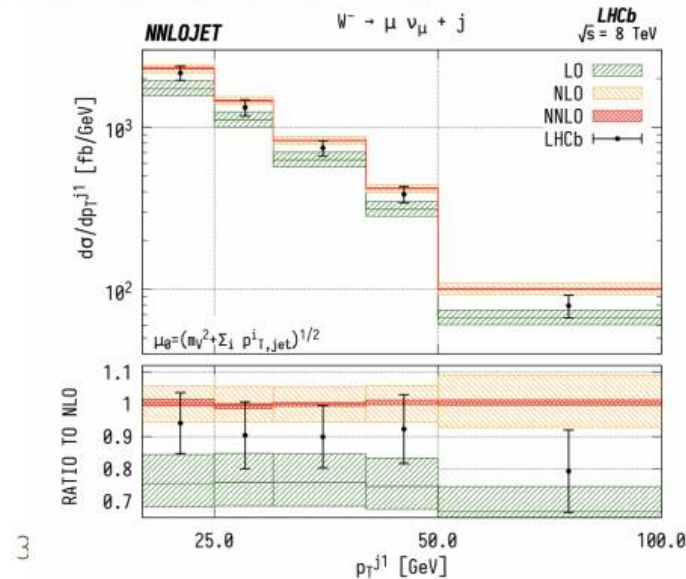 NNLOJET
W⁻ → μ ν_μ + j
LHCb
√s = 8 TeV
LO
NLO
NNLO
LHCb
dσ/dp_T^j1 [fb/GeV]
10³
10²
μ₀=(m_V²+Σ_i p^i_T,jet)^1/2
RATIO TO NLO
1.1
1
0.9
0.8
0.7
25.0
50.0
100.0
p_T^j1 [GeV]
3